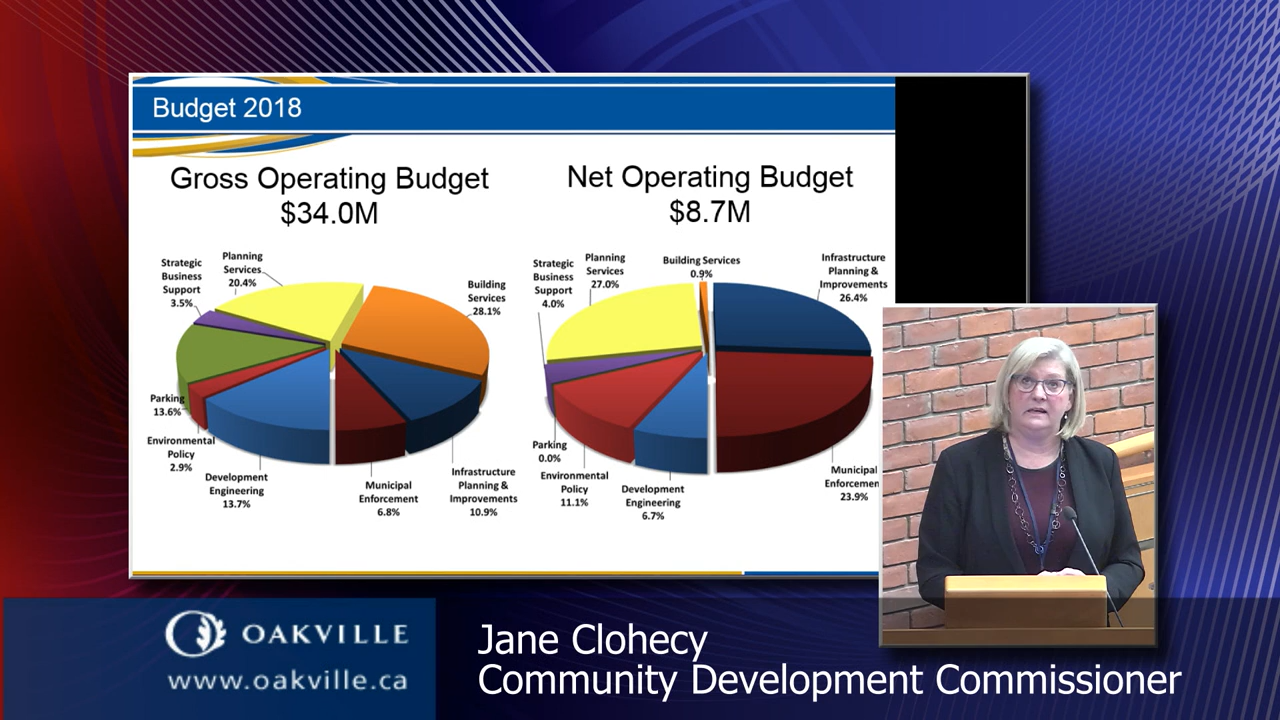 Budget 2018
Gross Operating Budget
$34.0M
Strategic
Business
Support
3.5%
Planning
Services
20.4%
Building
Services
28.1%
Parking
13.6%
Environmental
Policy
2.9%
Development
Engineering
13.7%
Municipal
Enforcement
6.8%
Infrastructure
Planning &
Improvements
10.9%
Net Operating Budget
$8.7M
Strategic
Business
Support
4.0%
Planning
Services
27.0%
Building Services
0.9%
Infrastructure
Planning &
Improvements
26.4%
Parking
0.0%
Environmental
Policy
11.1%
Development
Engineering
6.7%
Municipal
Enforcemen
23.9%
OAKVILLE
www.oakville.ca
Jane Clohecy
Community Development Commissioner